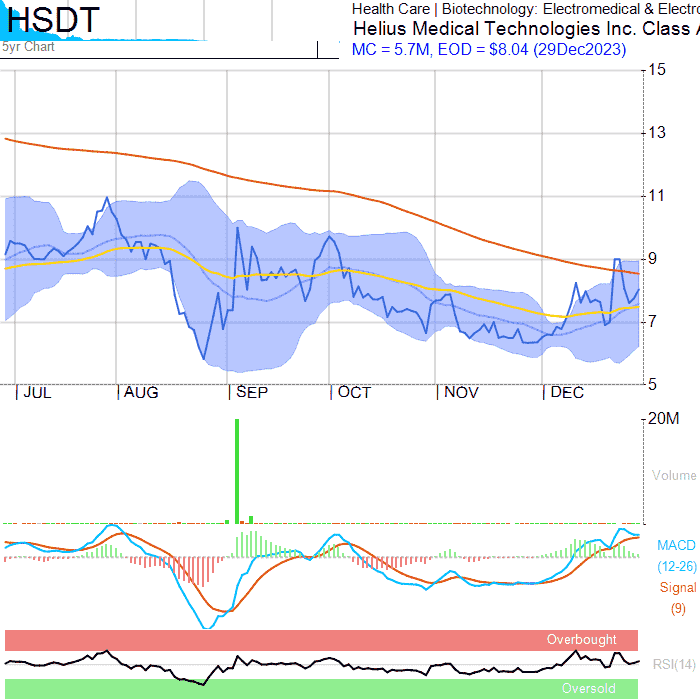 HSDT
Health Care | Biotechnology: Electromedical & Electro
Helius Medical Technologies Inc. Class A
5yr Chart
MC = 5.7M, EOD = $8.04 (29Dec2023)
15
13
11
9
7
5
| JUL | AUG | SEP | OCT | NOV | DEC
20M
Volume
MACD
(12-26)
Signal
(9)
Overbought
RSI(14)
Oversold